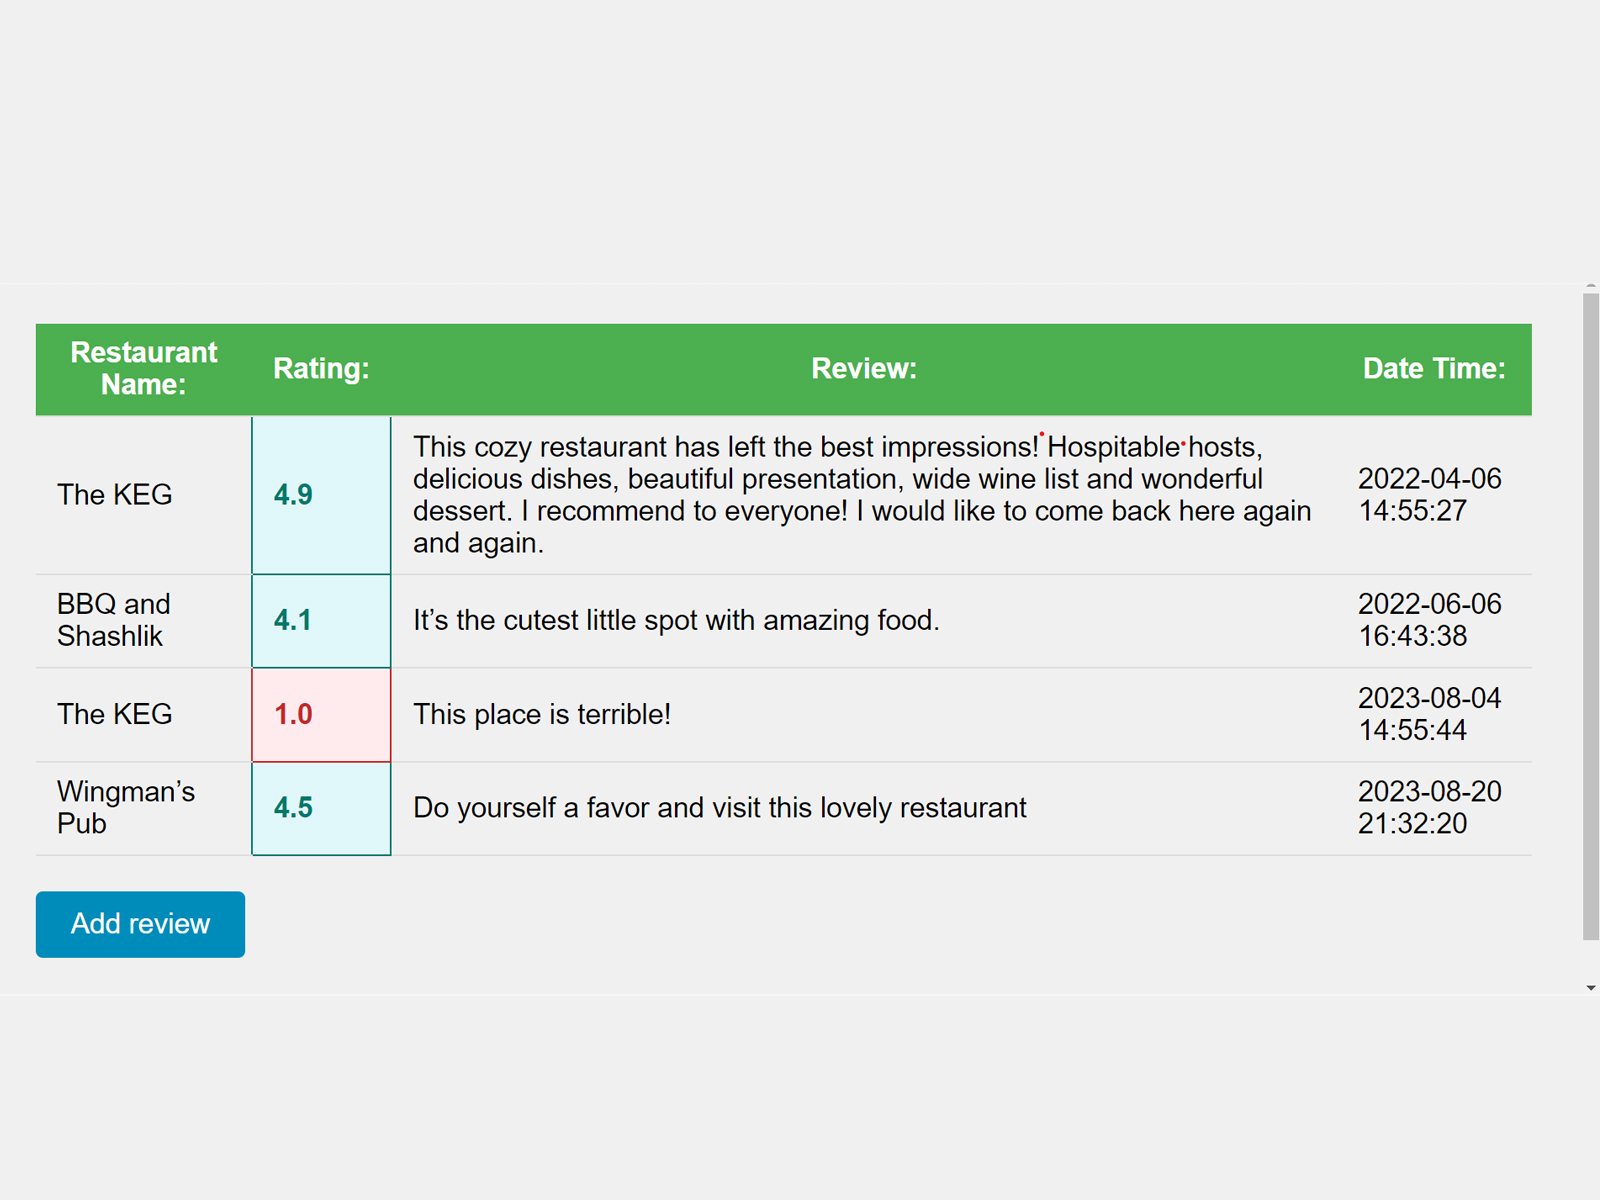 Restaurant Name: Rating: Review: Date Time:
The KEG 4.9 This cozy restaurant has left the best impressions! Hospitable hosts,
delicious dishes, beautiful presentation, wide wine list and wonderful
dessert. I recommend to everyone! I would like to come back here again
and again. 2022-04-06
14:55:27
BBQ and
Shashlik 4.1 It’s the cutest little spot with amazing food. 2022-06-06
16:43:38
The KEG 1.0 This place is terrible! 2023-08-04
14:55:44
Wingman’s
Pub 4.5 Do yourself a favor and visit this lovely restaurant 2023-08-20
21:32:20
Add review